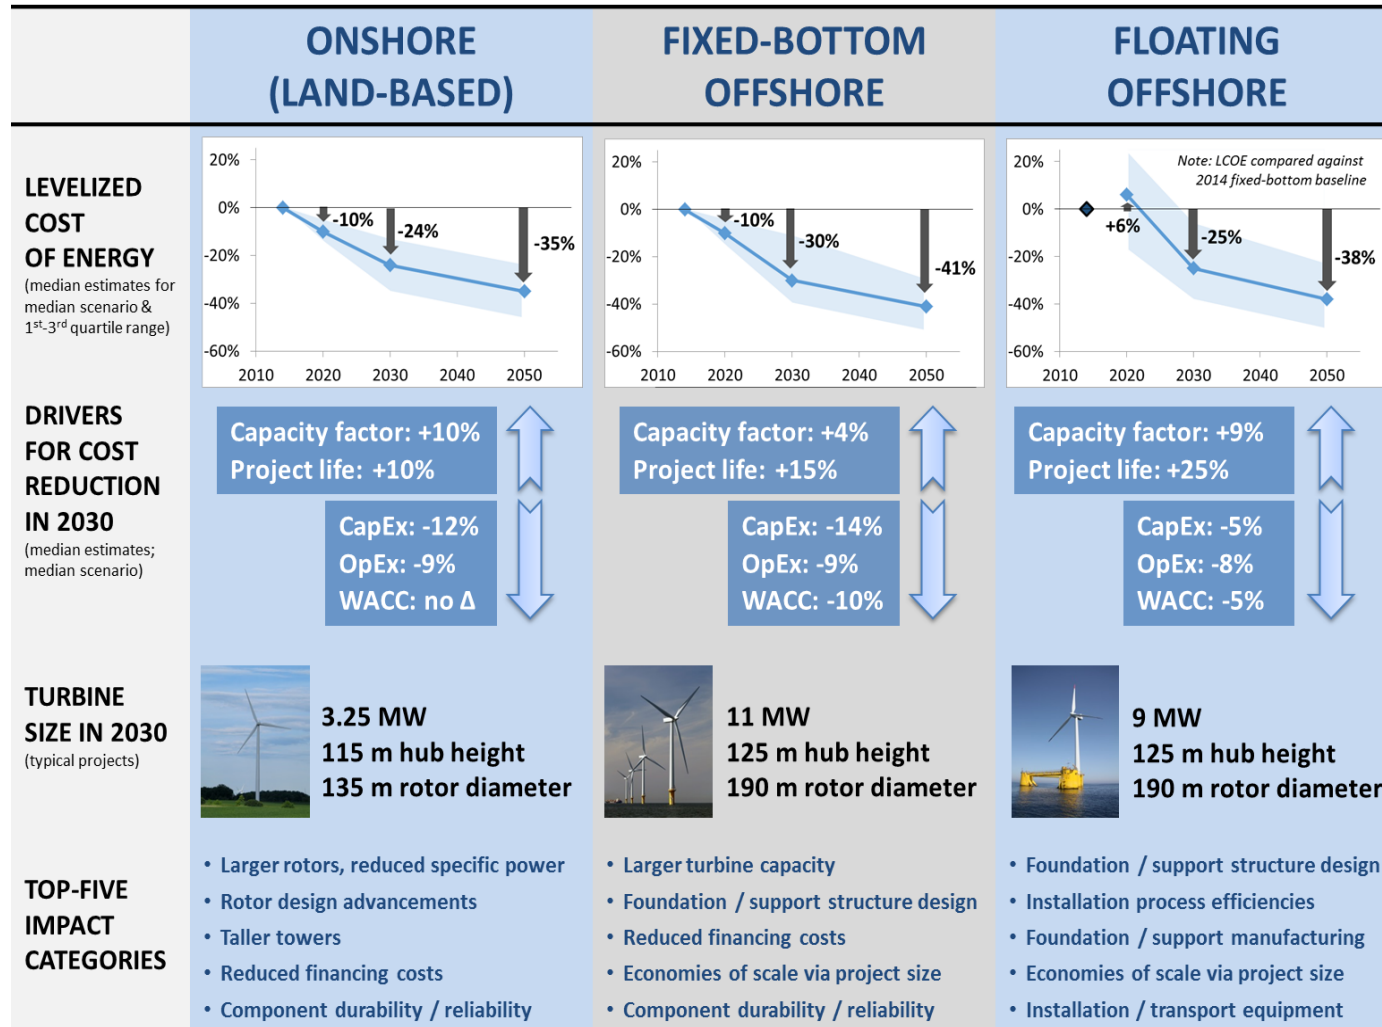 ONSHORE
(LAND-BASED)
FIXED-BOTTOM
OFFSHORE
FLOATING
OFFSHORE
LEVELIZED
COST
OF ENERGY
(median estimates for
median scenario &
1st-3rd quartile range)
20%
0%
-20%
-40%
-60%
-10%
-24%
-35%
2010 2020 2030 2040 2050
20%
0%
-20%
-40%
-60%
-10%
-30%
-41%
2010 2020 2030 2040 2050
Note: LCOE compared against
2014 fixed-bottom baseline
20%
0%
-20%
-40%
-60%
+6%
-25%
-38%
2010 2020 2030 2040 2050
DRIVERS
FOR COST
REDUCTION
IN 2030
(median estimates;
median scenario)
Capacity factor: +10%
Project life: +10%
CapEx: -12%
OpEx: -9%
WACC: no Δ
Capacity factor: +4%
Project life: +15%
CapEx: -14%
OpEx: -9%
WACC: -10%
Capacity factor: +9%
Project life: +25%
CapEx: -5%
OpEx: -8%
WACC: -5%
TURBINE
SIZE IN 2030
(typical projects)
3.25 MW
115 m hub height
135 m rotor diameter
11 MW
125 m hub height
190 m rotor diameter
9 MW
125 m hub height
190 m rotor diameter
TOP-FIVE
IMPACT
CATEGORIES
• Larger rotors, reduced specific power
• Rotor design advancements
• Taller towers
• Reduced financing costs
• Component durability / reliability
• Larger turbine capacity
• Foundation / support structure design
• Reduced financing costs
• Economies of scale via project size
• Component durability / reliability
• Foundation / support structure design
• Installation process efficiencies
• Foundation / support manufacturing
• Economies of scale via project size
• Installation / transport equipment